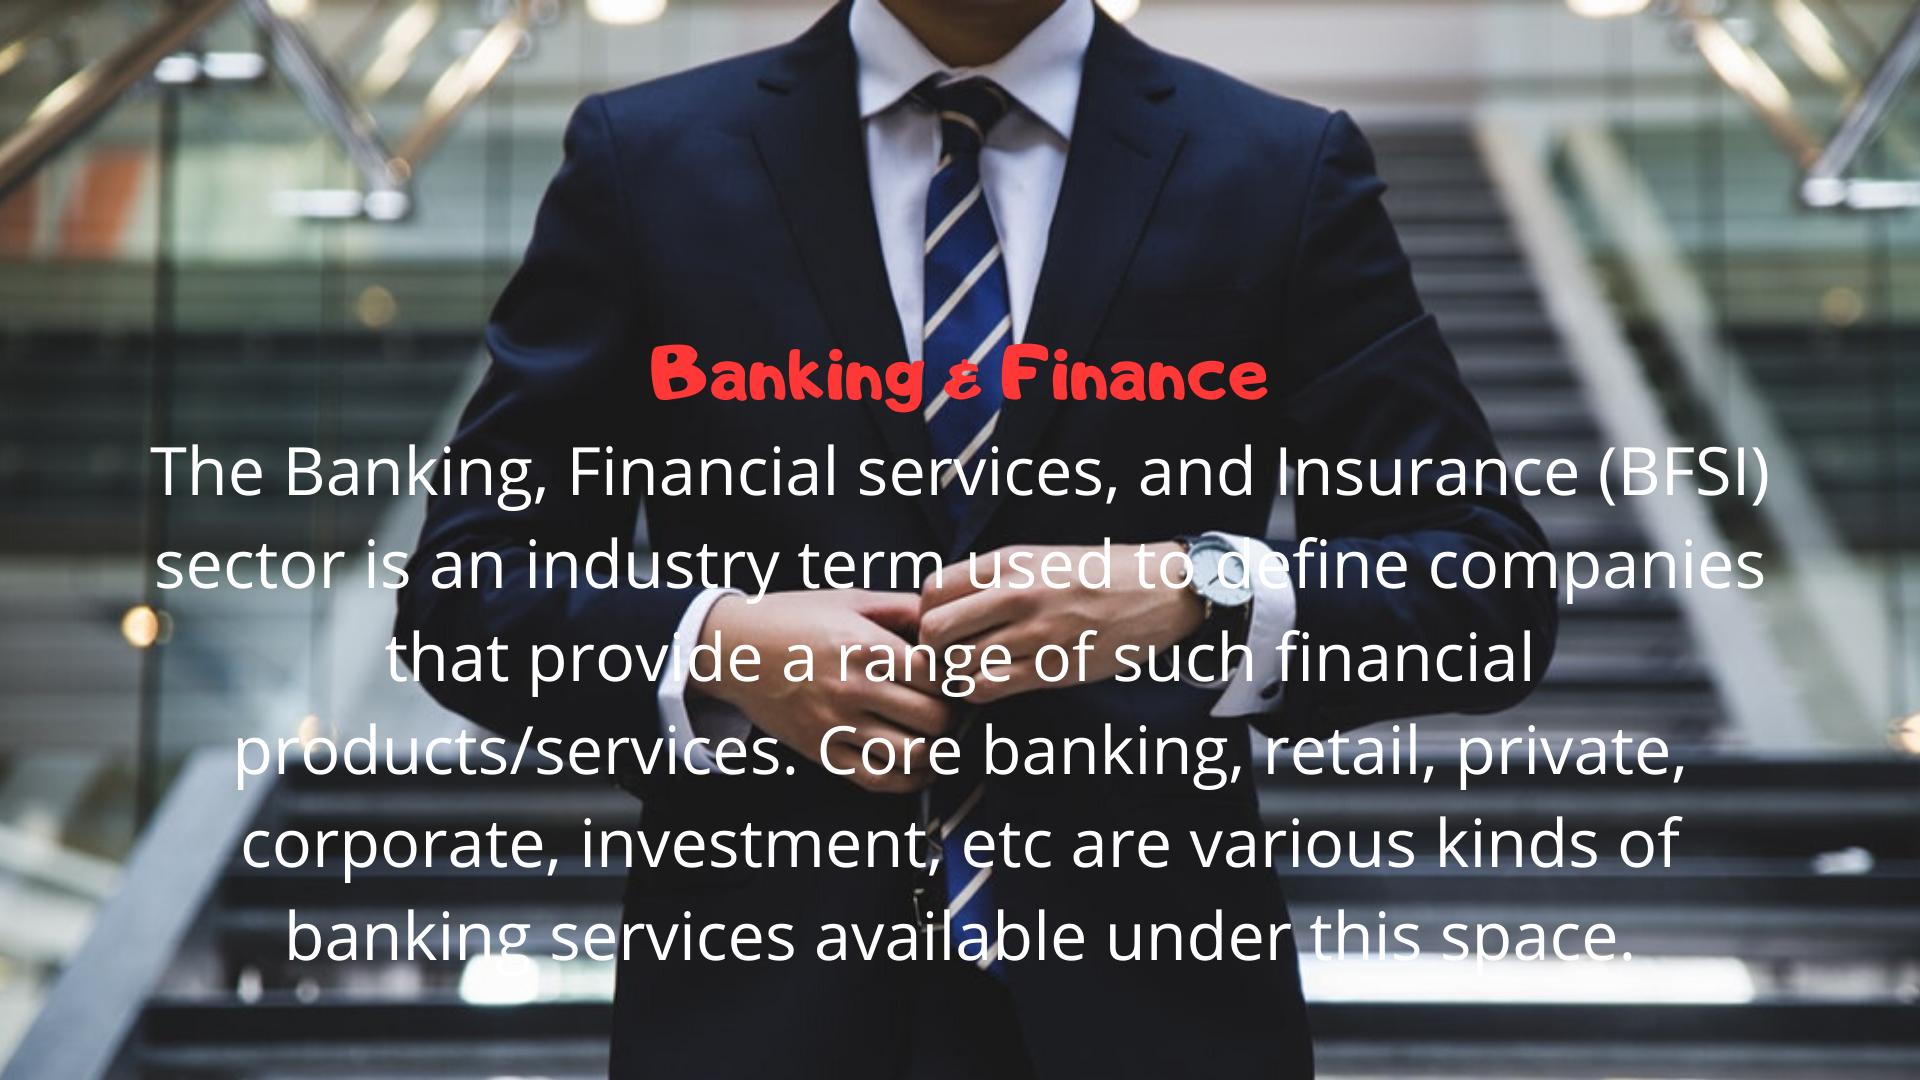 Banking & Finance
The Banking, Financial services, and Insurance (BFSI)
sector is an industry term used to define companies
that provide a range of such financial
products/services. Core banking, retail, private,
corporate, investment, etc are various kinds of
banking services available under this space.